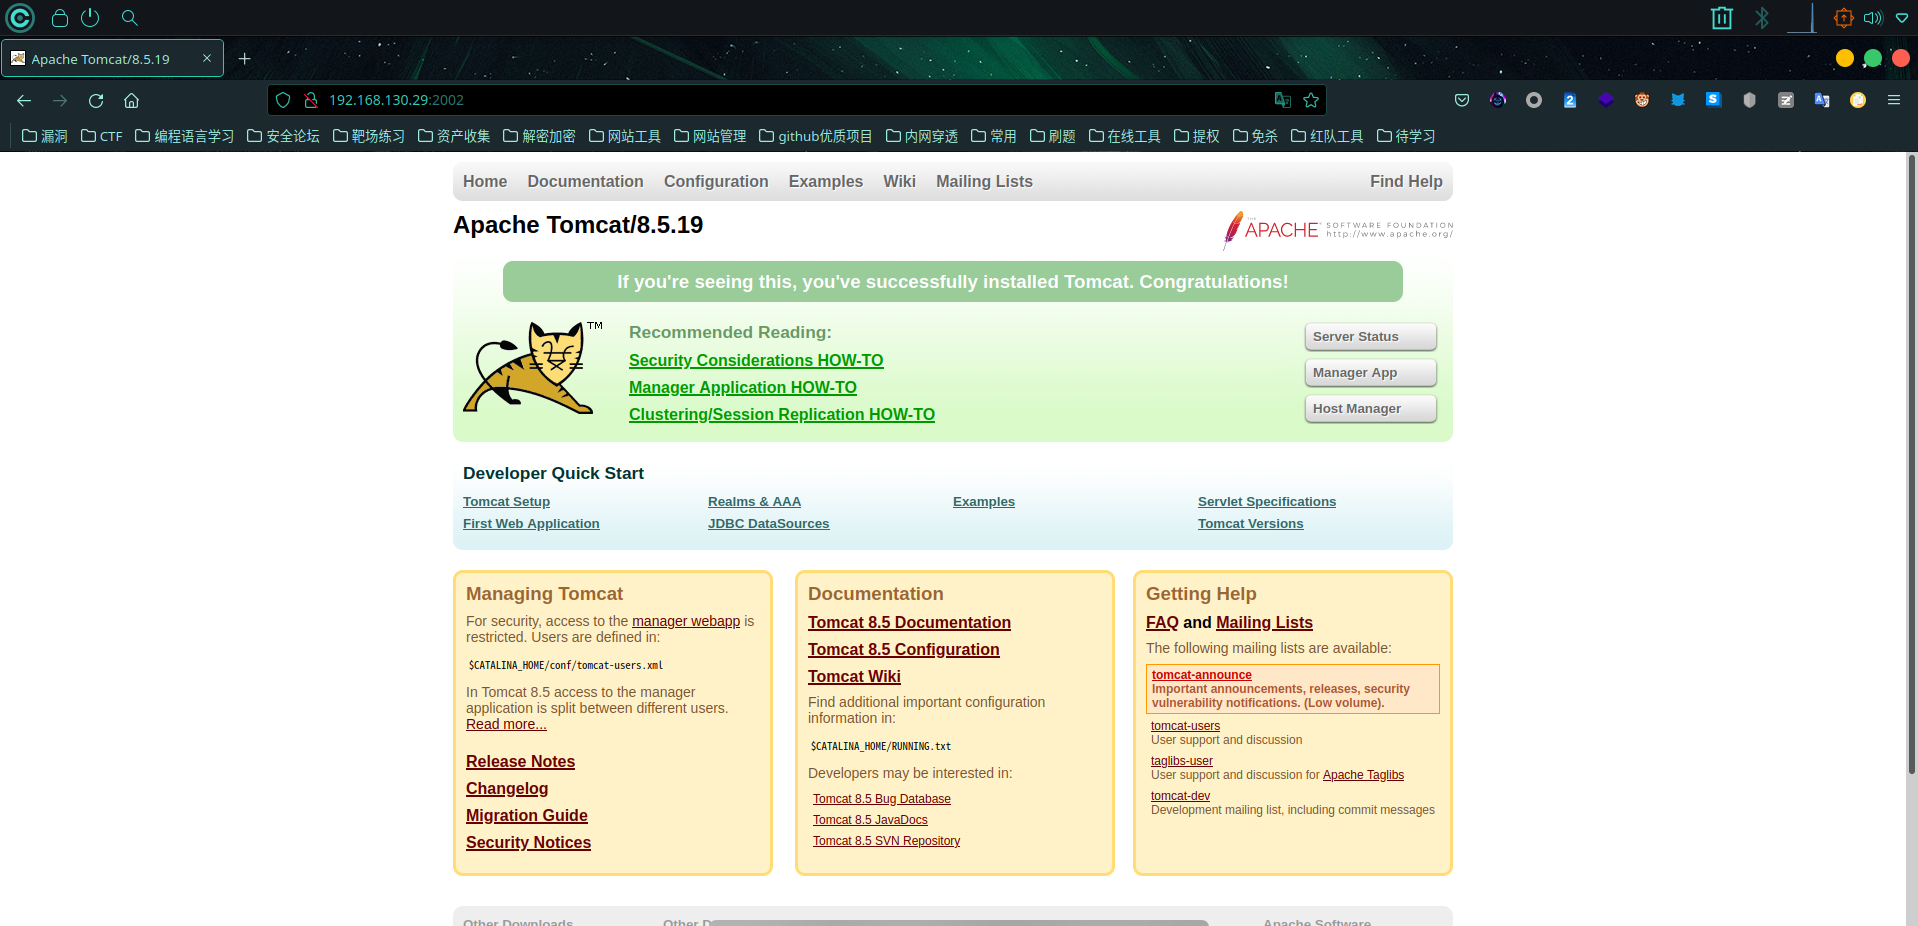 Apache Tomcat/8.5.19
192.168.130.29:2002
漏洞 CTF 编程语言学习 安全论坛 靶场练习 资产收集 解密加密 网站工具 网站管理 github优质项目 内网穿透 常用 刷题 在线工具 提权 免杀 红队工具 待学习
Home Documentation Configuration Examples Wiki Mailing Lists Find Help
Apache Tomcat/8.5.19
THE APACHE SOFTWARE FOUNDATION
http://www.apache.org/
If you're seeing this, you've successfully installed Tomcat. Congratulations!
TM
Recommended Reading:
Security Considerations HOW-TO
Manager Application HOW-TO
Clustering/Session Replication HOW-TO
Server Status
Manager App
Host Manager
Developer Quick Start
Tomcat Setup Realms & AAA Examples Servlet Specifications
First Web Application JDBC DataSources Tomcat Versions
Managing Tomcat
For security, access to the manager webapp is
restricted. Users are defined in:
$CATALINA_HOME/conf/tomcat-users.xml
In Tomcat 8.5 access to the manager
application is split between different users.
Read more...
Release Notes
Changelog
Migration Guide
Security Notices
Documentation
Tomcat 8.5 Documentation
Tomcat 8.5 Configuration
Tomcat Wiki
Find additional important configuration
information in:
$CATALINA_HOME/RUNNING.txt
Developers may be interested in:
Tomcat 8.5 Bug Database
Tomcat 8.5 JavaDocs
Tomcat 8.5 SVN Repository
Getting Help
FAQ and Mailing Lists
The following mailing lists are available:
tomcat-announce
Important announcements, releases, security
vulnerability notifications. (Low volume).
tomcat-users
User support and discussion
taglibs-user
User support and discussion for Apache Taglibs
tomcat-dev
Development mailing list, including commit messages
Other Downloads Other Apache Software